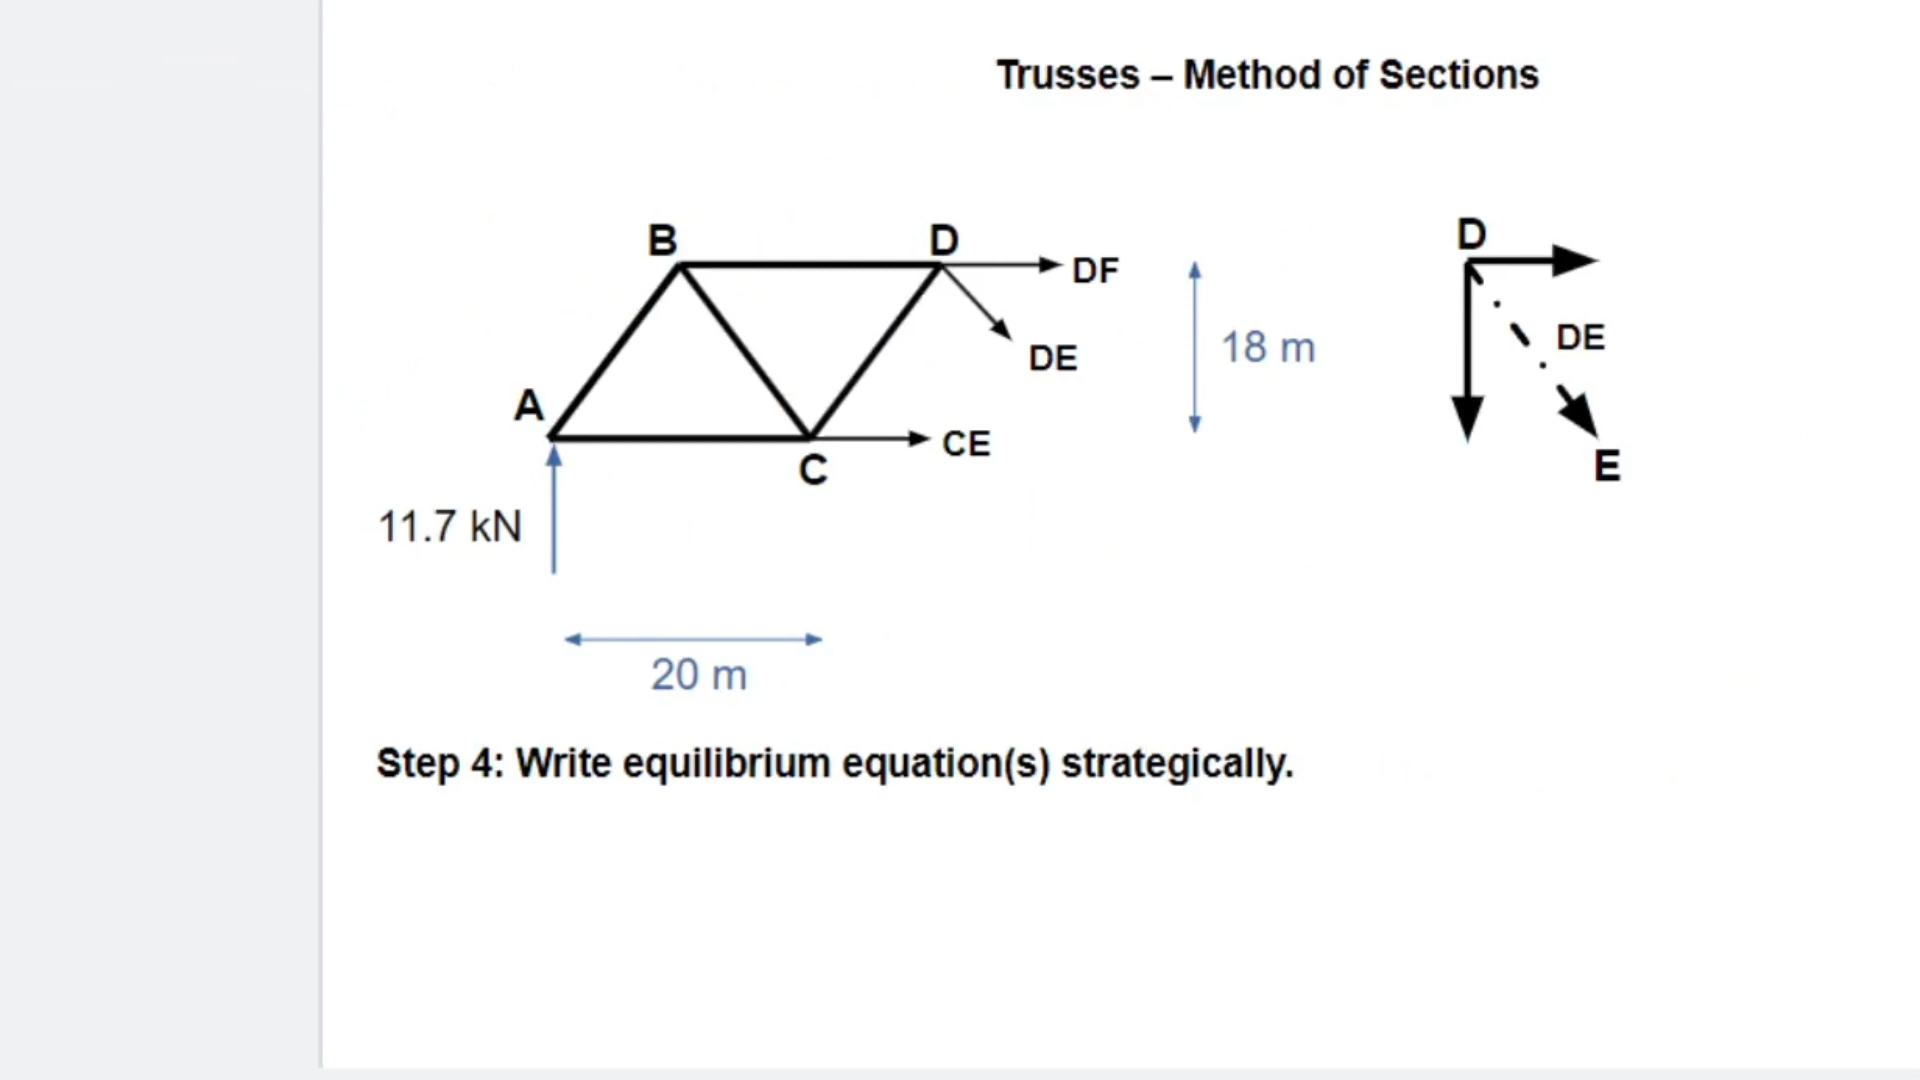 Trusses – Method of Sections
B
D
DF
DE
A
C
CE
18 m
D
DE
E
11.7 kN
20 m
Step 4: Write equilibrium equation(s) strategically.